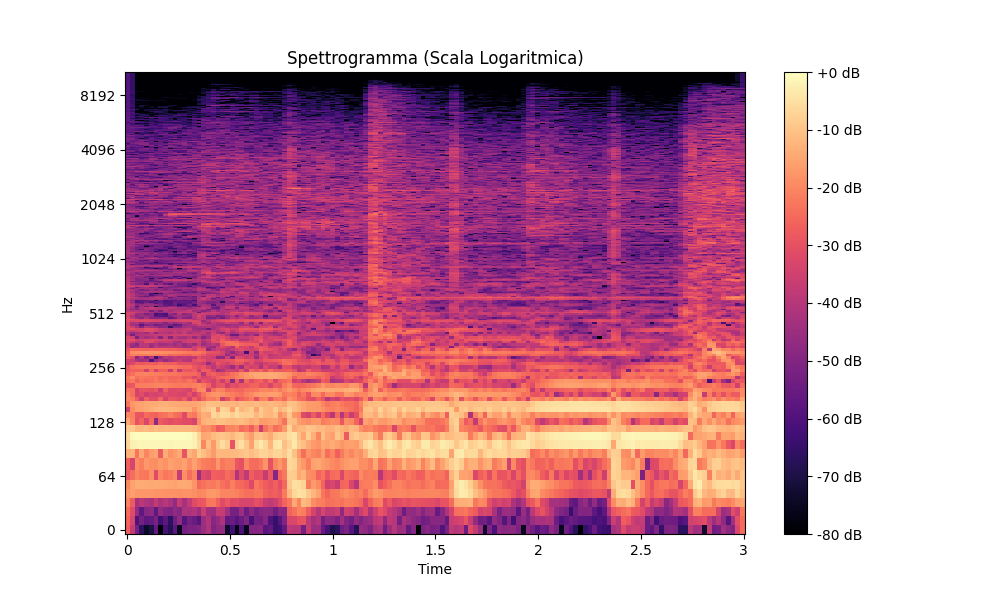 Spettrogramma (Scala Logaritmica)
Hz
8192
4096
2048
1024
512
256
128
64
0
0 0.5 1 1.5 2 2.5 3
Time
+0 dB
-10 dB
-20 dB
-30 dB
-40 dB
-50 dB
-60 dB
-70 dB
-80 dB